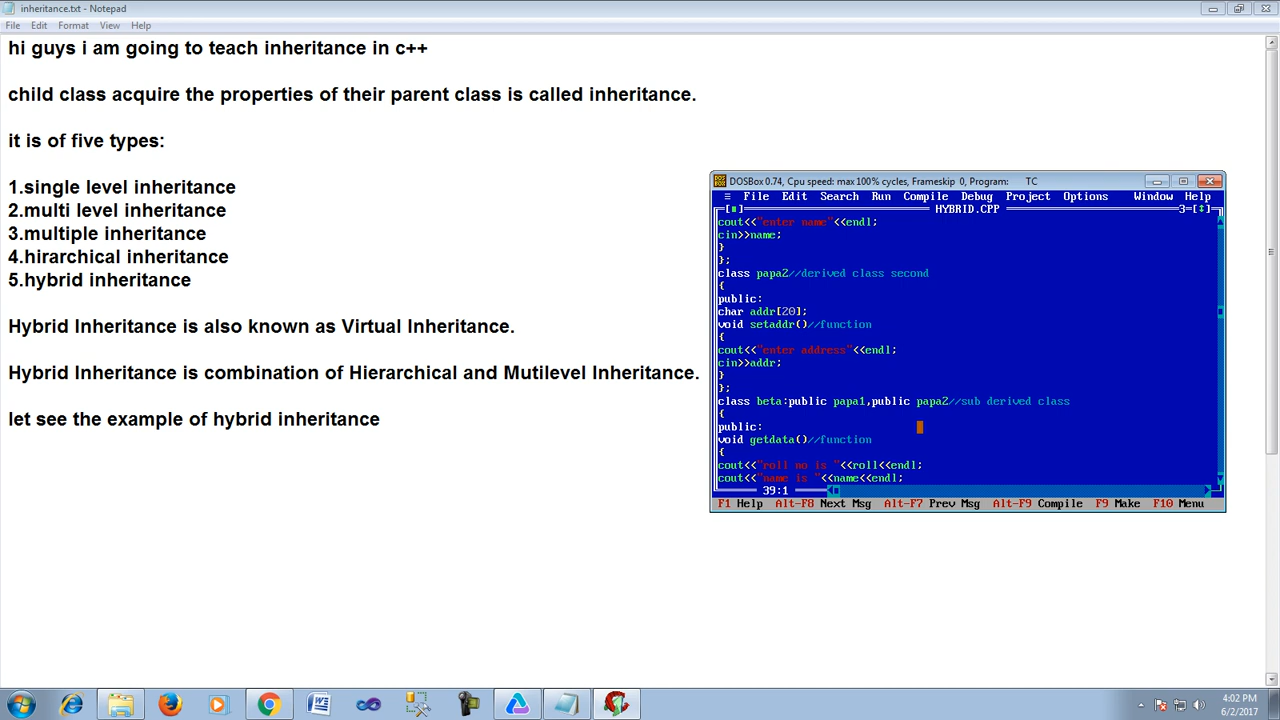 inheritance.txt - Notepad
File Edit Format View Help
hi guys i am going to teach inheritance in c++
child class acquire the properties of their parent class is called inheritance.
it is of five types:
1.single level inheritance
2.multi level inheritance
3.multiple inheritance
4.hirarchical inheritance
5.hybrid inheritance
Hybrid Inheritance is also known as Virtual Inheritance.
Hybrid Inheritance is combination of Hierarchical and Mutilevel Inheritance.
let see the example of hybrid inheritance
DOSBox 0.74, Cpu speed: max 100% cycles, Frameskip 0, Program: TC
≡ File Edit Search Run Compile Debug Project Options Window Help
[■] HYBRID.CPP 3=[↕]
cout<<"enter name"<<endl;
cin>>name;
}
};
class papa2//derived class second
{
public:
char addr[20];
void setaddr()//function
{
cout<<"enter address"<<endl;
cin>>addr;
}
};
class beta:public papa1,public papa2//sub derived class
{
public:
void getdata()//function
{
cout<<"roll no is "<<roll<<endl;
cout<<"name is "<<name<<endl;
39:1
F1 Help Alt-F8 Next Msg Alt-F7 Prev Msg Alt-F9 Compile F9 Make F10 Menu
4:02 PM
6/2/2017